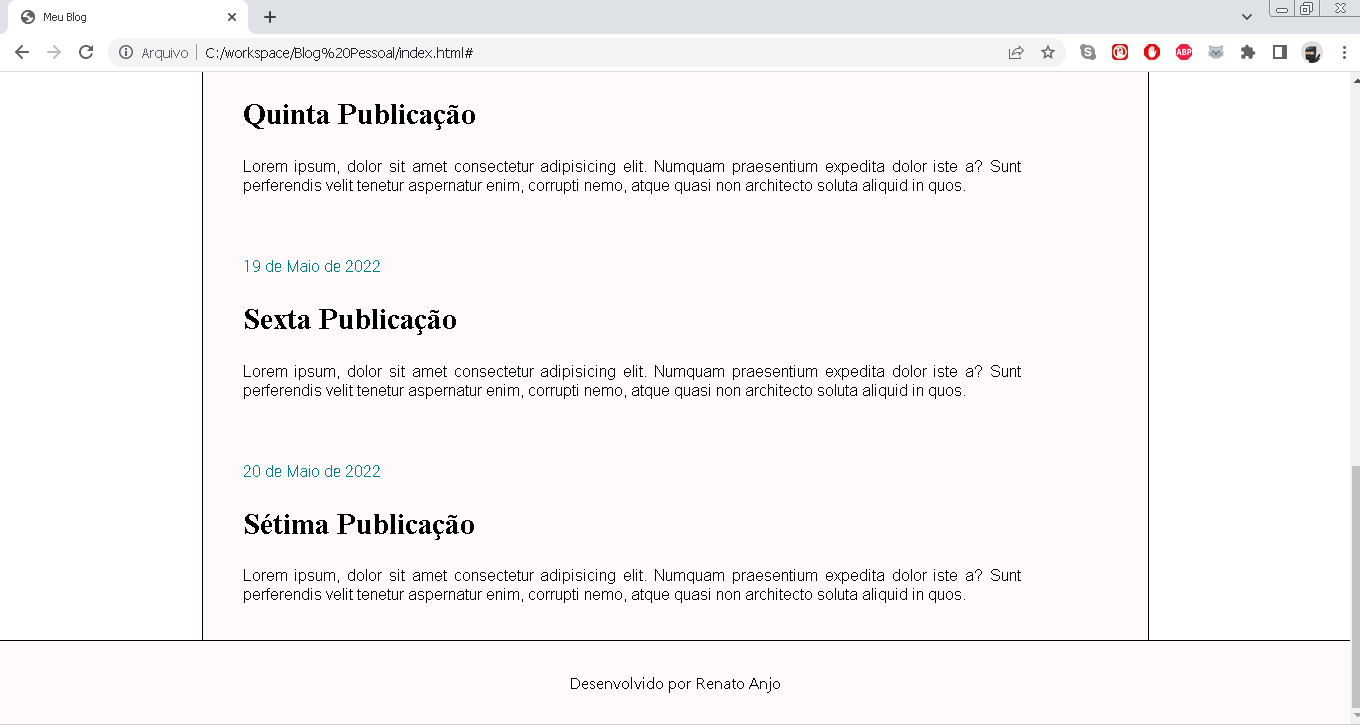 Meu Blog
Arquivo C:/workspace/Blog%20Pessoal/index.html#
ABP
Quinta Publicação
Lorem ipsum, dolor sit amet consectetur adipisicing elit. Numquam praesentium expedita dolor iste a? Sunt
perferendis velit tenetur aspernatur enim, corrupti nemo, atque quasi non architecto soluta aliquid in quos.
19 de Maio de 2022
Sexta Publicação
Lorem ipsum, dolor sit amet consectetur adipisicing elit. Numquam praesentium expedita dolor iste a? Sunt
perferendis velit tenetur aspernatur enim, corrupti nemo, atque quasi non architecto soluta aliquid in quos.
20 de Maio de 2022
Sétima Publicação
Lorem ipsum, dolor sit amet consectetur adipisicing elit. Numquam praesentium expedita dolor iste a? Sunt
perferendis velit tenetur aspernatur enim, corrupti nemo, atque quasi non architecto soluta aliquid in quos.
Desenvolvido por Renato Anjo